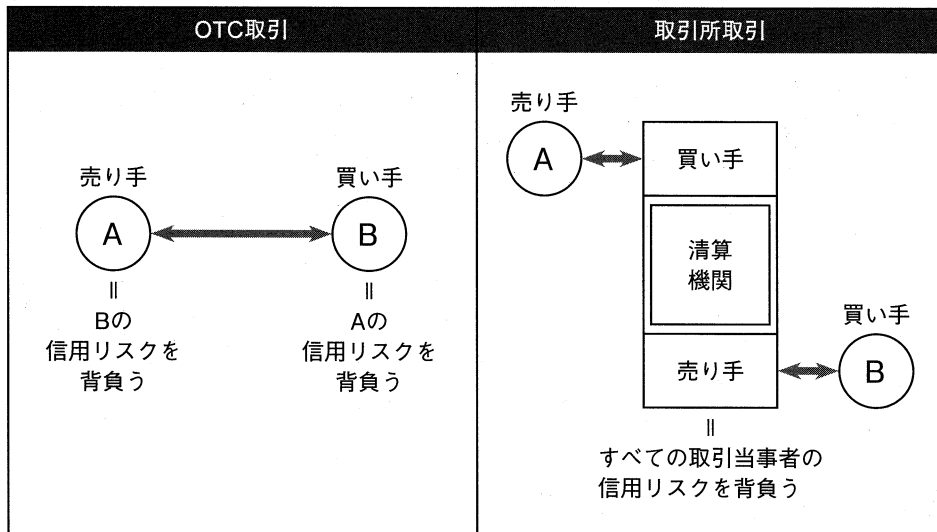 OTC取引
売り手
買い手
A
B
||
||
Bの
信用リスクを
背負う
Aの
信用リスクを
背負う
取引所取引
売り手
A
買い手
清算
機関
買い手
売り手
B
||
すべての取引当事者の
信用リスクを背負う